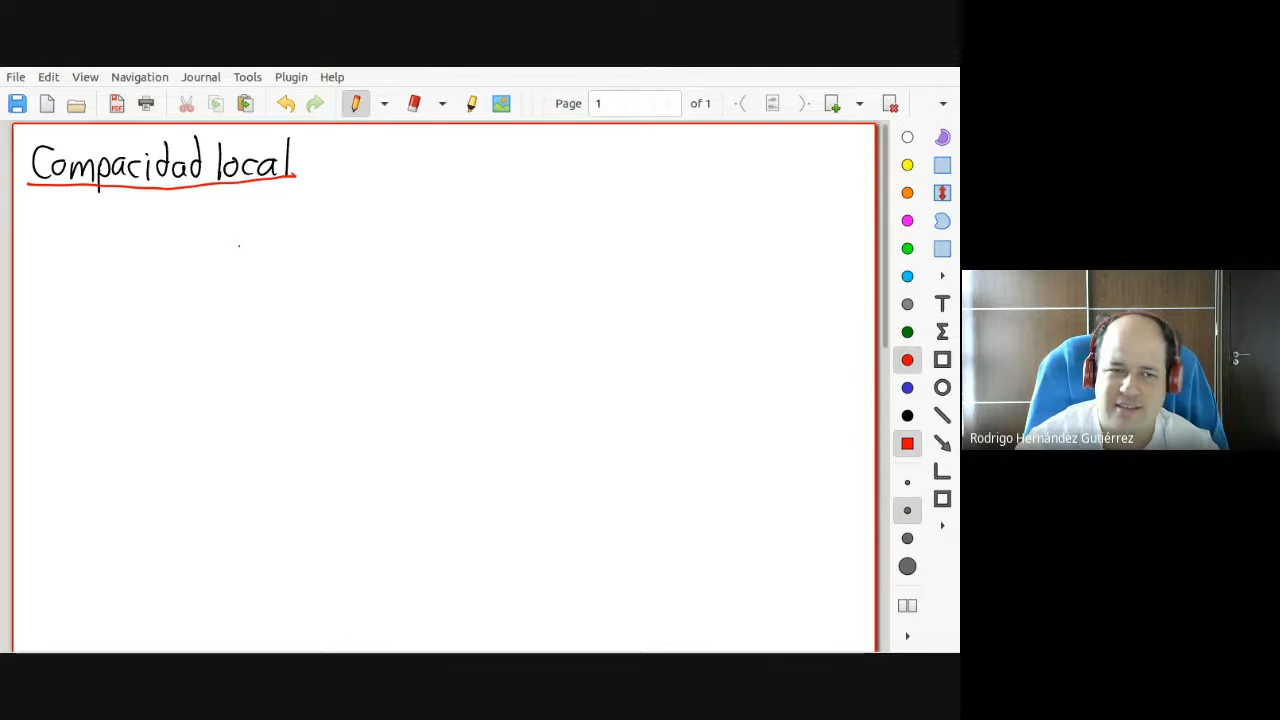 File Edit View Navigation Journal Tools Plugin Help
Page 1 of 1
Compacidad local
Rodrigo Hernández Gutiérrez